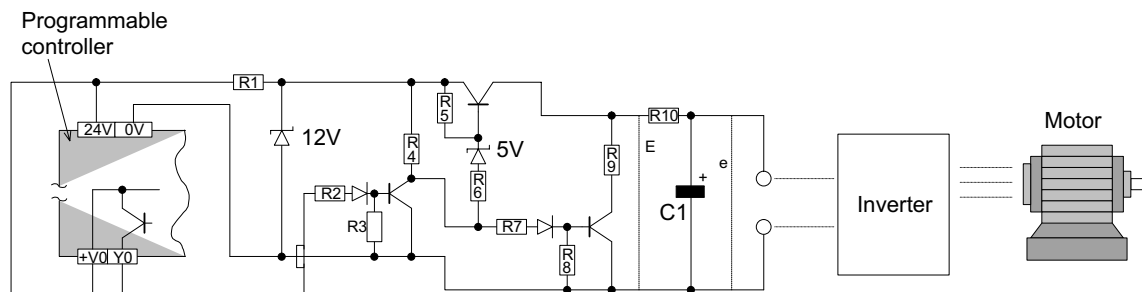 Programmable
controller
24V 0V
+V0 Y0
R1
12V
R2
R3
R4
R5
5V
R6
R7
R8
R9
E
R10
e
+
C1
Inverter
Motor